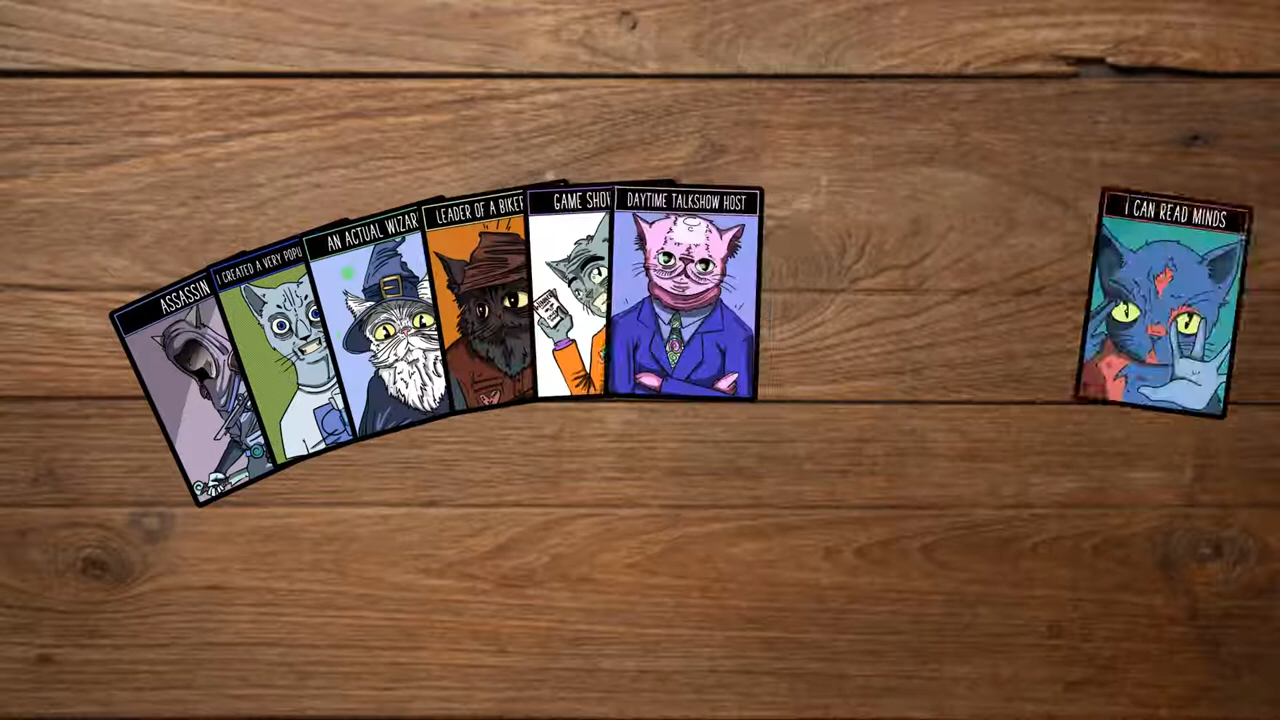 ASSASSIN
I CREATED A VERY POPU
AN ACTUAL WIZAR
LEADER OF A BIKER
GAME SHOW
DAYTIME TALKSHOW HOST
I CAN READ MINDS